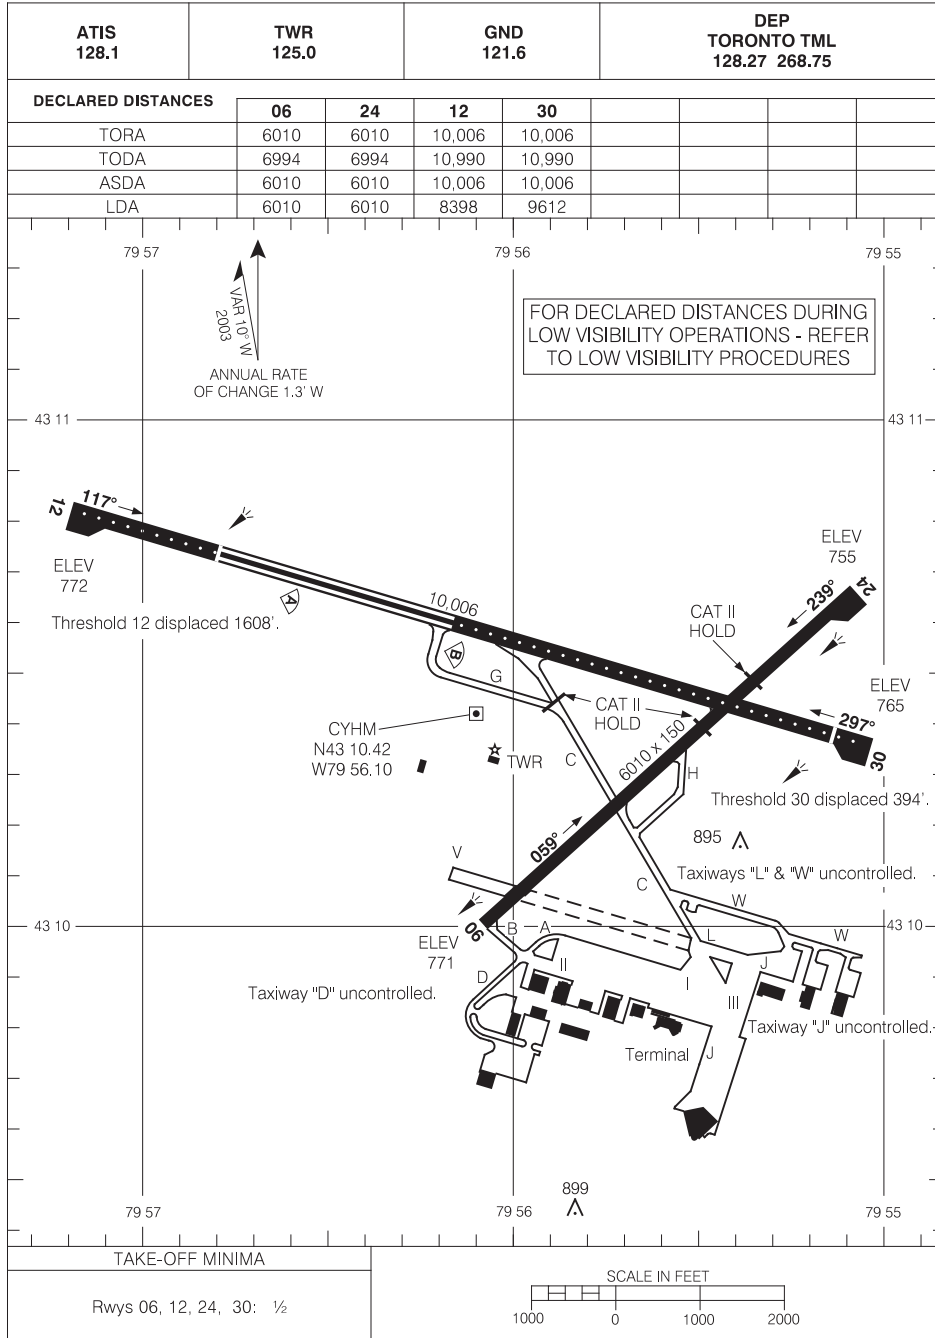 ATIS
128.1
TWR
125.0
GND
121.6
DEP
TORONTO TML
128.27 268.75
DECLARED DISTANCES
06 24 12 30
TORA 6010 6010 10,006 10,006
TODA 6994 6994 10,990 10,990
ASDA 6010 6010 10,006 10,006
LDA 6010 6010 8398 9612
79 57 79 56 79 55
VAR 10° W
2003
ANNUAL RATE
OF CHANGE 1.3' W
FOR DECLARED DISTANCES DURING
LOW VISIBILITY OPERATIONS - REFER
TO LOW VISIBILITY PROCEDURES
43 11 43 11
12
117°
ELEV
772
A
Threshold 12 displaced 1608'.
10,006
B
G
ELEV
755
24
239°
CAT II
HOLD
CAT II
HOLD
ELEV
765
297°
30
CYHM
N43 10.42
W79 56.10
TWR
C
6010 x 150
H
Threshold 30 displaced 394'.
059°
895
V
Taxiways "L" & "W" uncontrolled.
C
W
43 10 43 10
06
B A
L
W
ELEV
771
II
J
D
I
III
Taxiway "D" uncontrolled.
Taxiway "J" uncontrolled.
Terminal
J
899
79 57 79 56 79 55
TAKE-OFF MINIMA
Rwys 06, 12, 24, 30: ½
SCALE IN FEET
1000 0 1000 2000